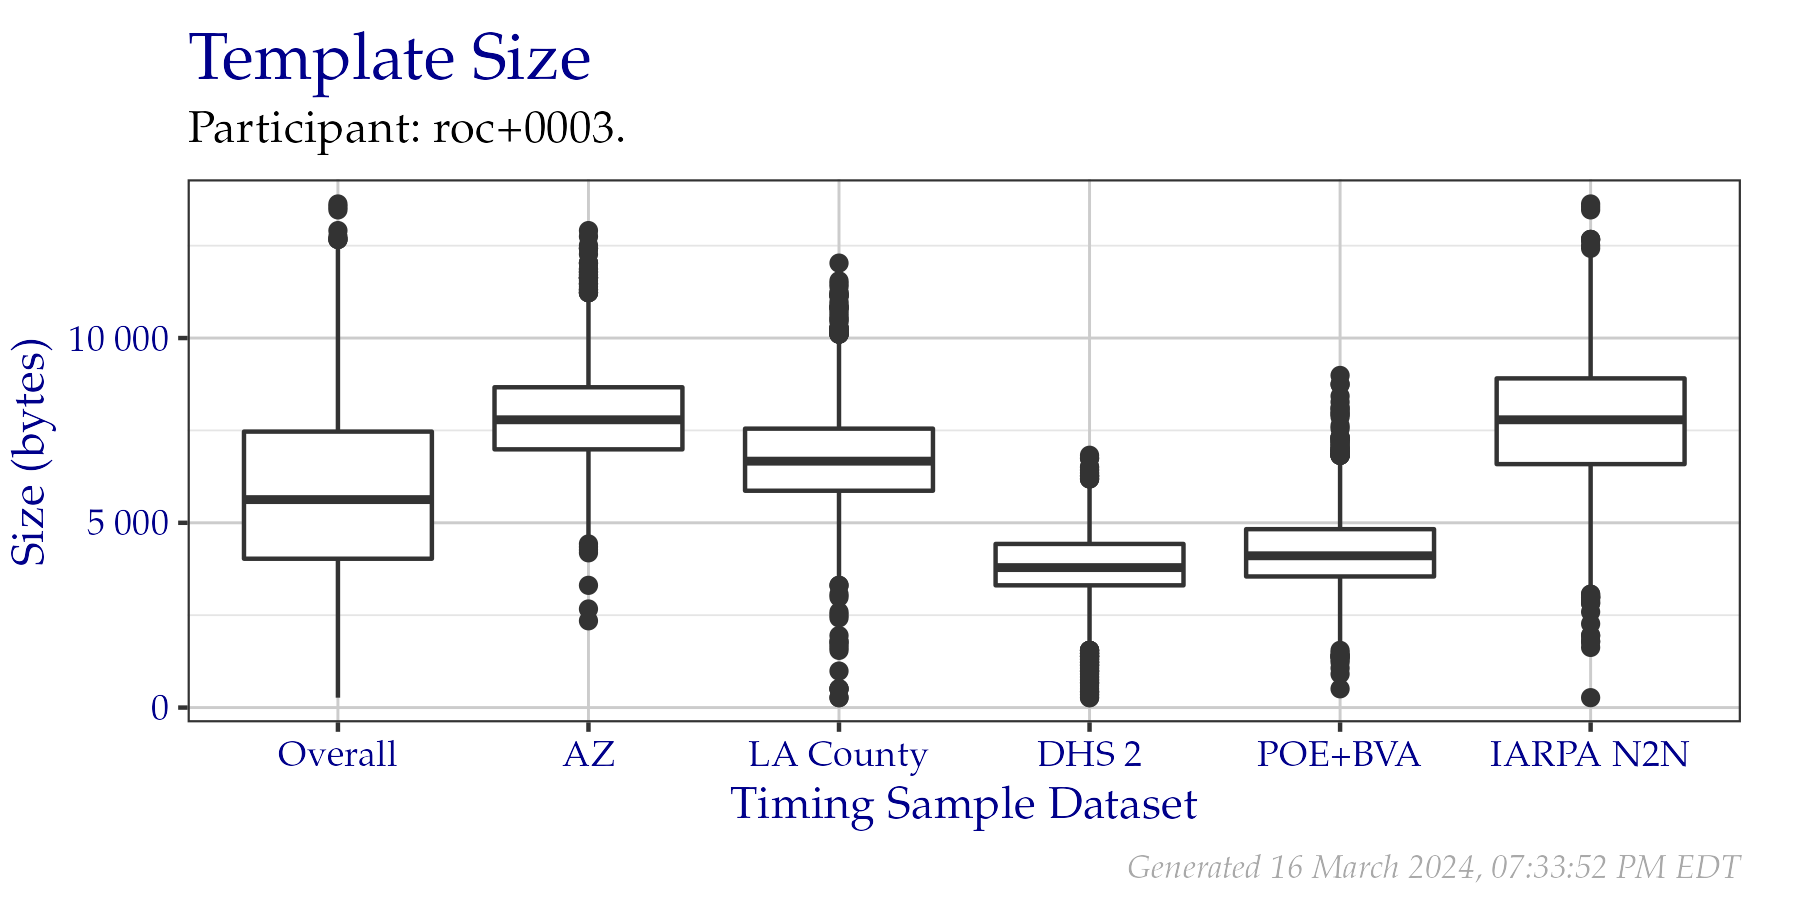 Template Size
Participant: roc+0003.
Size (bytes)
10 000
5 000
0
Overall AZ LA County DHS 2 POE+BVA IARPA N2N
Timing Sample Dataset
Generated 16 March 2024, 07:33:52 PM EDT